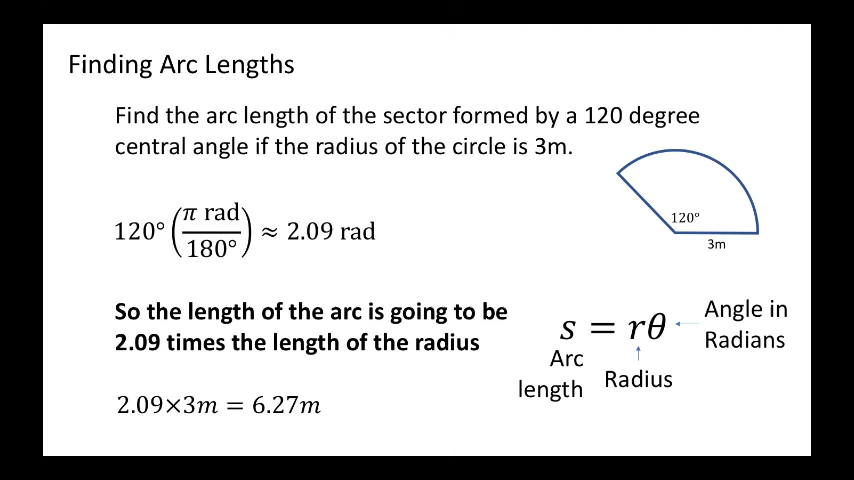 Finding Arc Lengths
Find the arc length of the sector formed by a 120 degree
central angle if the radius of the circle is 3m.
120°
3m
120° (π rad / 180°) ≈ 2.09 rad
So the length of the arc is going to be
2.09 times the length of the radius
2.09×3m = 6.27m
s = rθ
Angle in
Radians
Arc
length
Radius